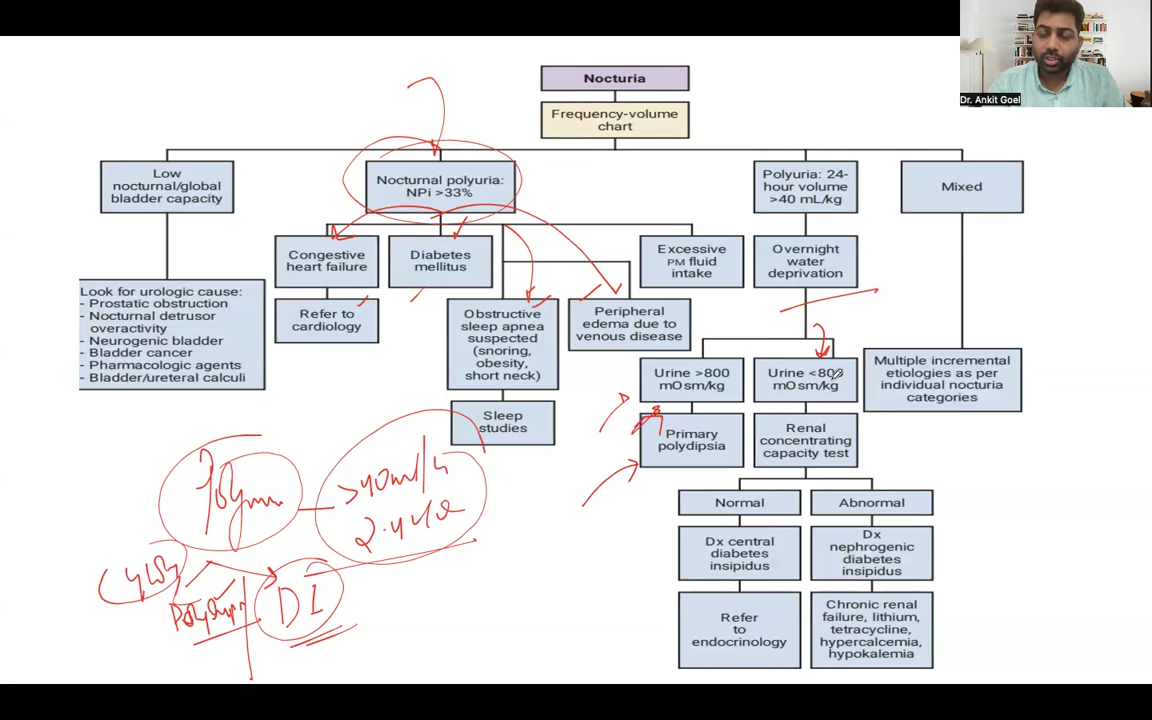 Dr. Ankit Goel
Nocturia
Frequency-volume
chart
Low
nocturnal/global
bladder capacity
Nocturnal polyuria:
NPi >33%
Polyuria: 24-
hour volume
>40 mL/kg
Mixed
Congestive
heart failure
Diabetes
mellitus
Excessive
PM fluid
intake
Overnight
water
deprivation
Look for urologic cause:
- Prostatic obstruction
- Nocturnal detrusor
overactivity
- Neurogenic bladder
- Bladder cancer
- Pharmacologic agents
- Bladder/ureteral calculi
Refer to
cardiology
Obstructive
sleep apnea
suspected
(snoring,
obesity,
short neck)
Peripheral
edema due to
venous disease
Sleep
studies
Urine >800
mOsm/kg
Urine <800
mOsm/kg
Multiple incremental
etiologies as per
individual nocturia
categories
Primary
polydipsia
Renal
concentrating
capacity test
Normal
Abnormal
Dx central
diabetes
insipidus
Dx
nephrogenic
diabetes
insipidus
Refer
to
endocrinology
Chronic renal
failure, lithium,
tetracycline,
hypercalcemia,
hypokalemia
DI